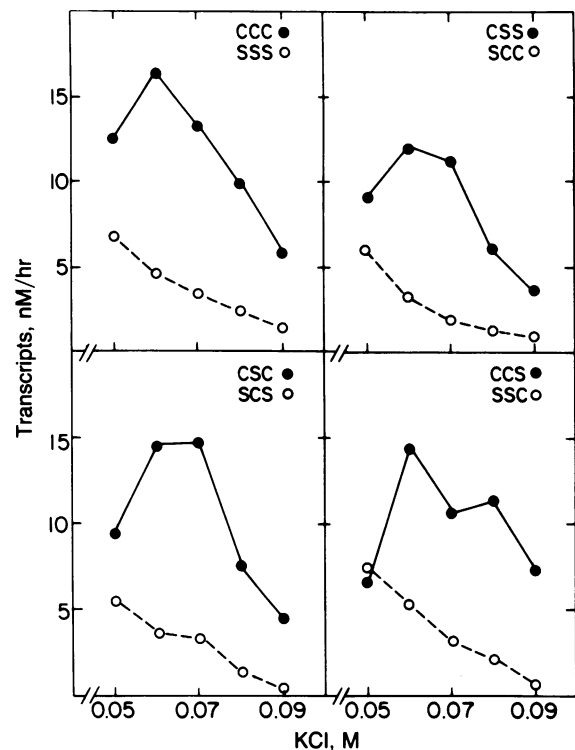 CCC ●
SSS ○
CSS ●
SCC ○
15
10
5
CSC ●
SCS ○
CCS ●
SSC ○
15
10
5
0.05 0.07 0.09 0.05 0.07 0.09
KCl, M
Transcripts, nM/hr